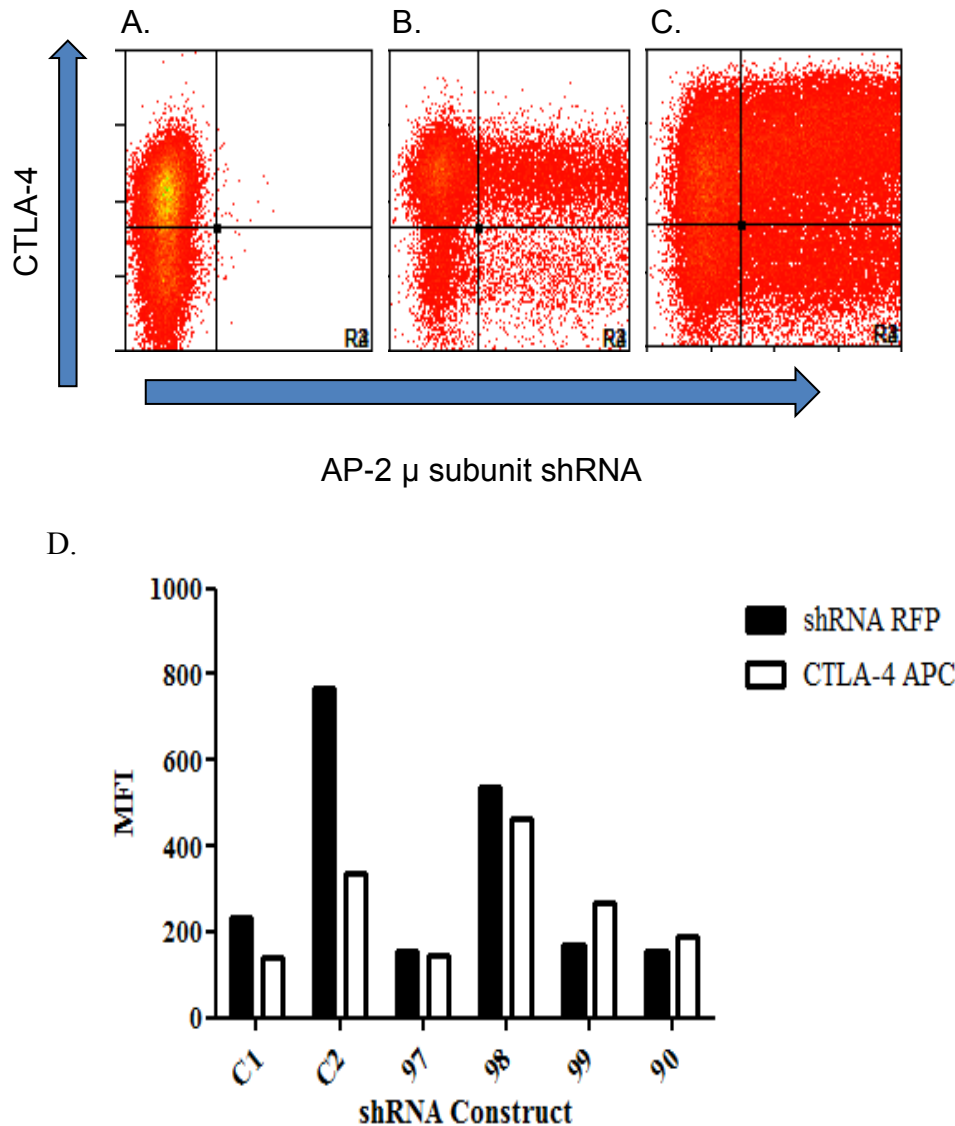 A.
B.
C.
CTLA-4
AP-2 µ subunit shRNA
D.
1000
800
600
400
200
0
MFI
shRNA RFP
CTLA-4 APC
C1
C2
97
98
99
90
shRNA Construct